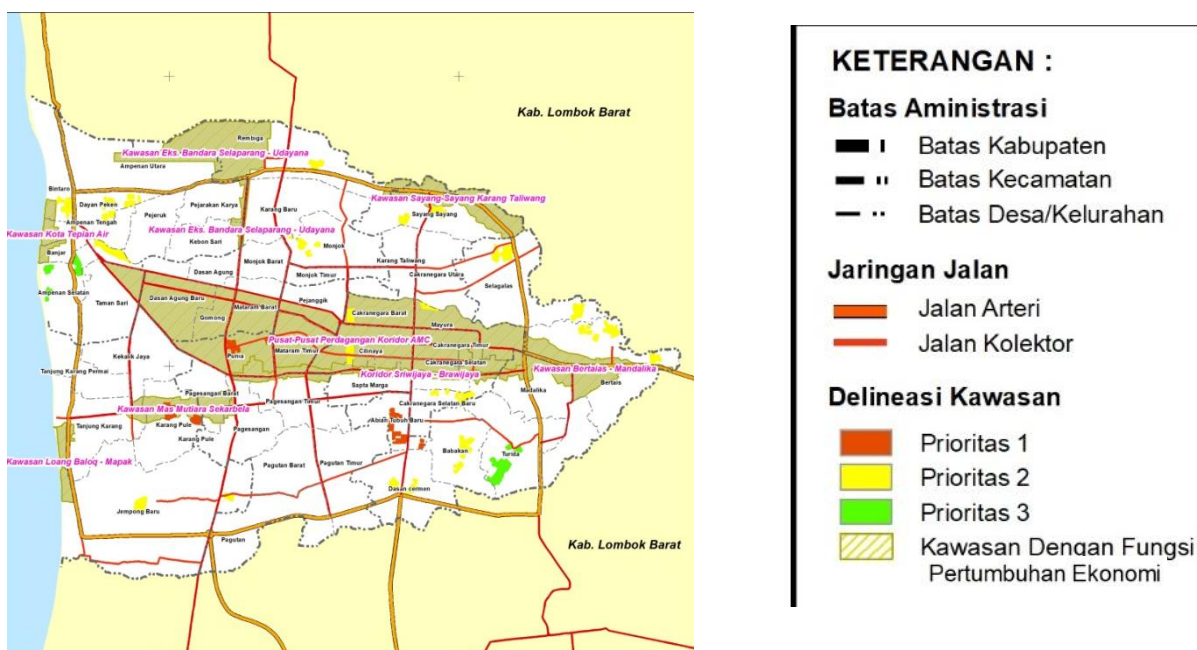 Kab. Lombok Barat
Rembiga
Kawasan Eks. Bandara Selaparang - Udayana
Ampenan Utara
Bintaro
Dayan Peken
Pejeruk
Pejarakan Karya
Karang Baru
Kawasan Sayang-Sayang Karang Taliwang
Sayang Sayang
Ampenan Tengah
Kawasan Kota Tepian Air
Kawasan Eks. Bandara Selaparang - Udayana
Kebon Sari
Monjok
Banjar
Monjok Barat
Karang Taliwang
Dasan Agung
Monjok Timur
Cakranegara Utara
Selagalas
Ampenan Selatan
Taman Sari
Dasan Agung Baru
Mataram Barat
Pejanggik
Gomong
Cakranegara Barat
Mayura
Pusat-Pusat Perdagangan Koridor AMC
Kekalik Jaya
Punia
Mataram Timur
Cilinaya
Cakranegara Timur
Cakranegara Selatan
Kawasan Bertaias - Mandalika
Tanjung Karang Permai
Koridor Sriwijaya - Brawijaya
Sapta Marga
Bertais
Pagesangan Barat
Pagesangan Timur
Cakranegara Selatan Baru
Madalika
Kawasan Mas Mutiara Sekarbela
Tanjung Karang
Karang Pule
Pagesangan
Abian Tubuh Baru
Karang Pule
Babakan
Turida
Kawasan Loang Baloq - Mapak
Pagutan Barat
Pagutan Timur
Dasan cermen
Jempong Baru
Pagutan
Kab. Lombok Barat
KETERANGAN :
Batas Aministrasi
Batas Kabupaten
Batas Kecamatan
Batas Desa/Kelurahan
Jaringan Jalan
Jalan Arteri
Jalan Kolektor
Delineasi Kawasan
Prioritas 1
Prioritas 2
Prioritas 3
Kawasan Dengan Fungsi
Pertumbuhan Ekonomi